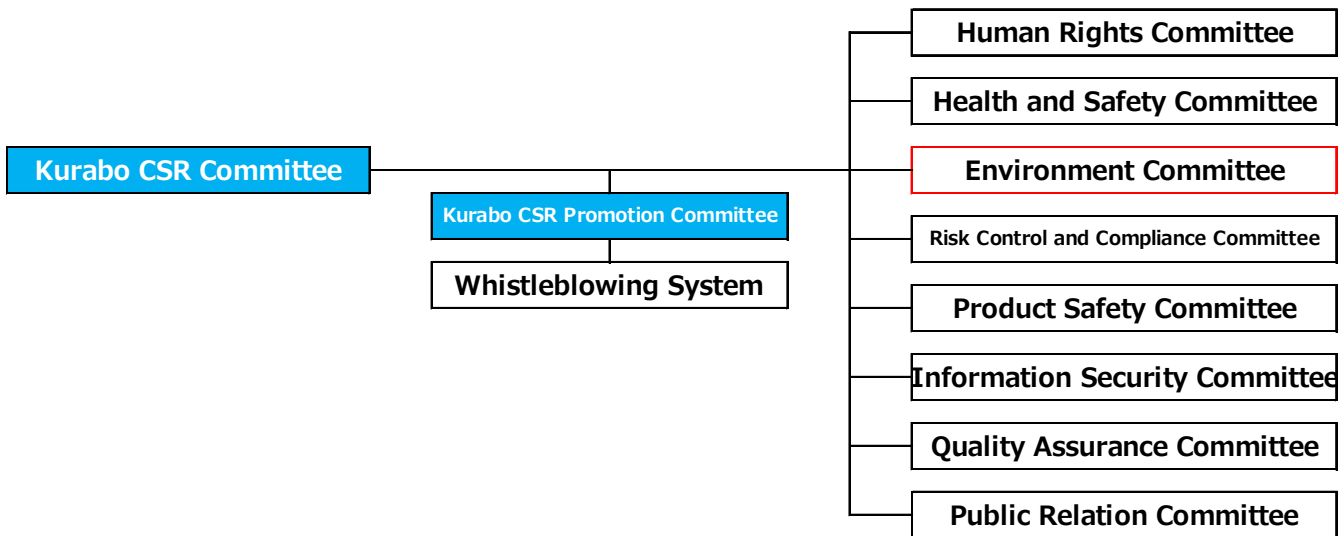 Kurabo CSR Committee
Kurabo CSR Promotion Committee
Whistleblowing System
Human Rights Committee
Health and Safety Committee
Environment Committee
Risk Control and Compliance Committee
Product Safety Committee
Information Security Committee
Quality Assurance Committee
Public Relation Committee